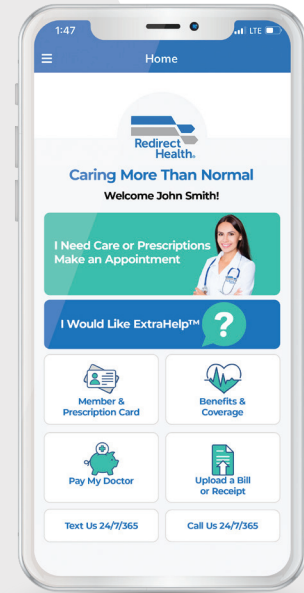 1:47
LTE
Home
Redirect
Health®
Caring More Than Normal
Welcome John Smith!
I Need Care or Prescriptions
Make an Appointment
I Would Like ExtraHelp™
?
Member &
Prescription Card
Benefits &
Coverage
Pay My Doctor
Upload a Bill
or Receipt
Text Us 24/7/365
Call Us 24/7/365